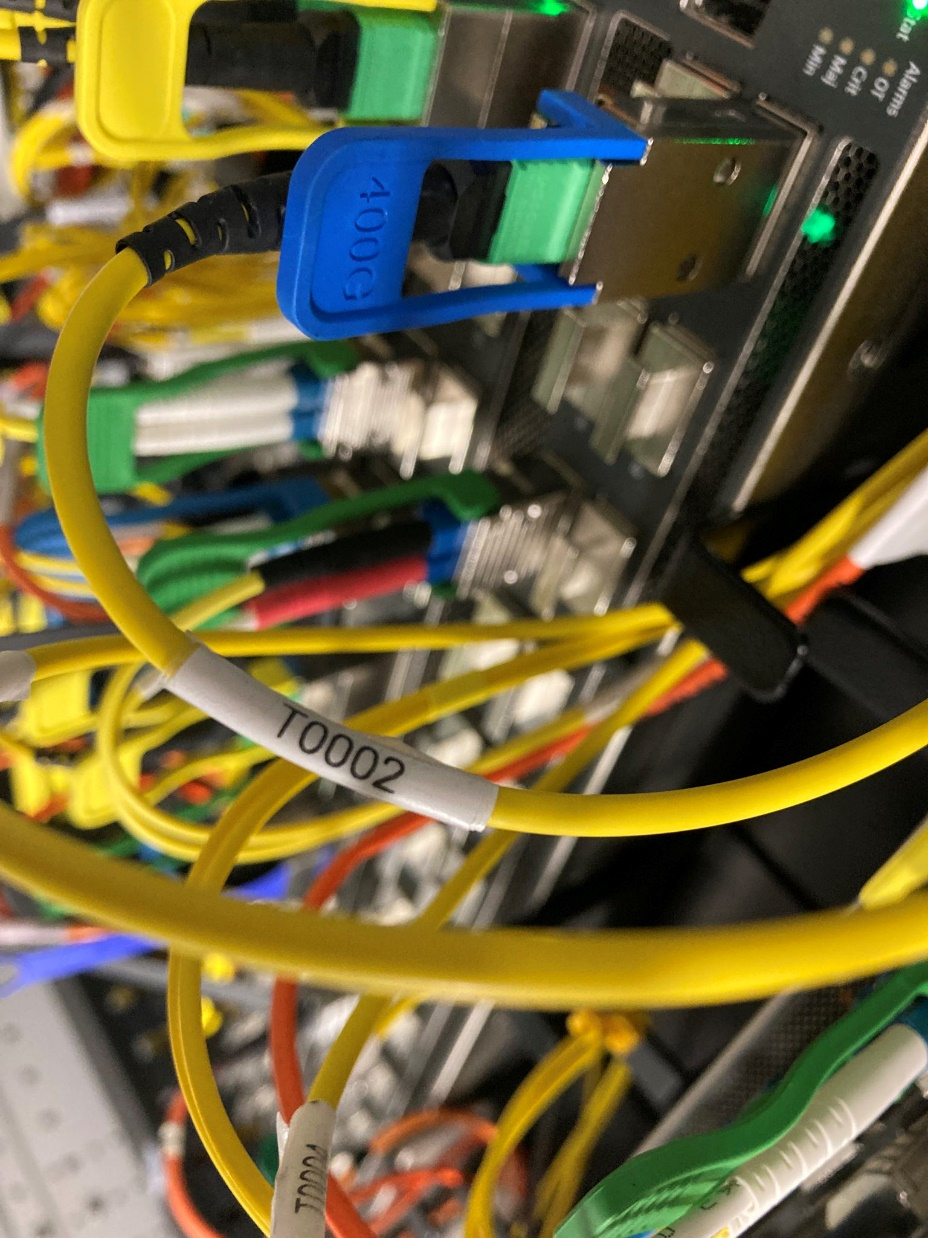 Stat
Alarms
OT
Crit
Maj
Min
400G
T0002
T0001